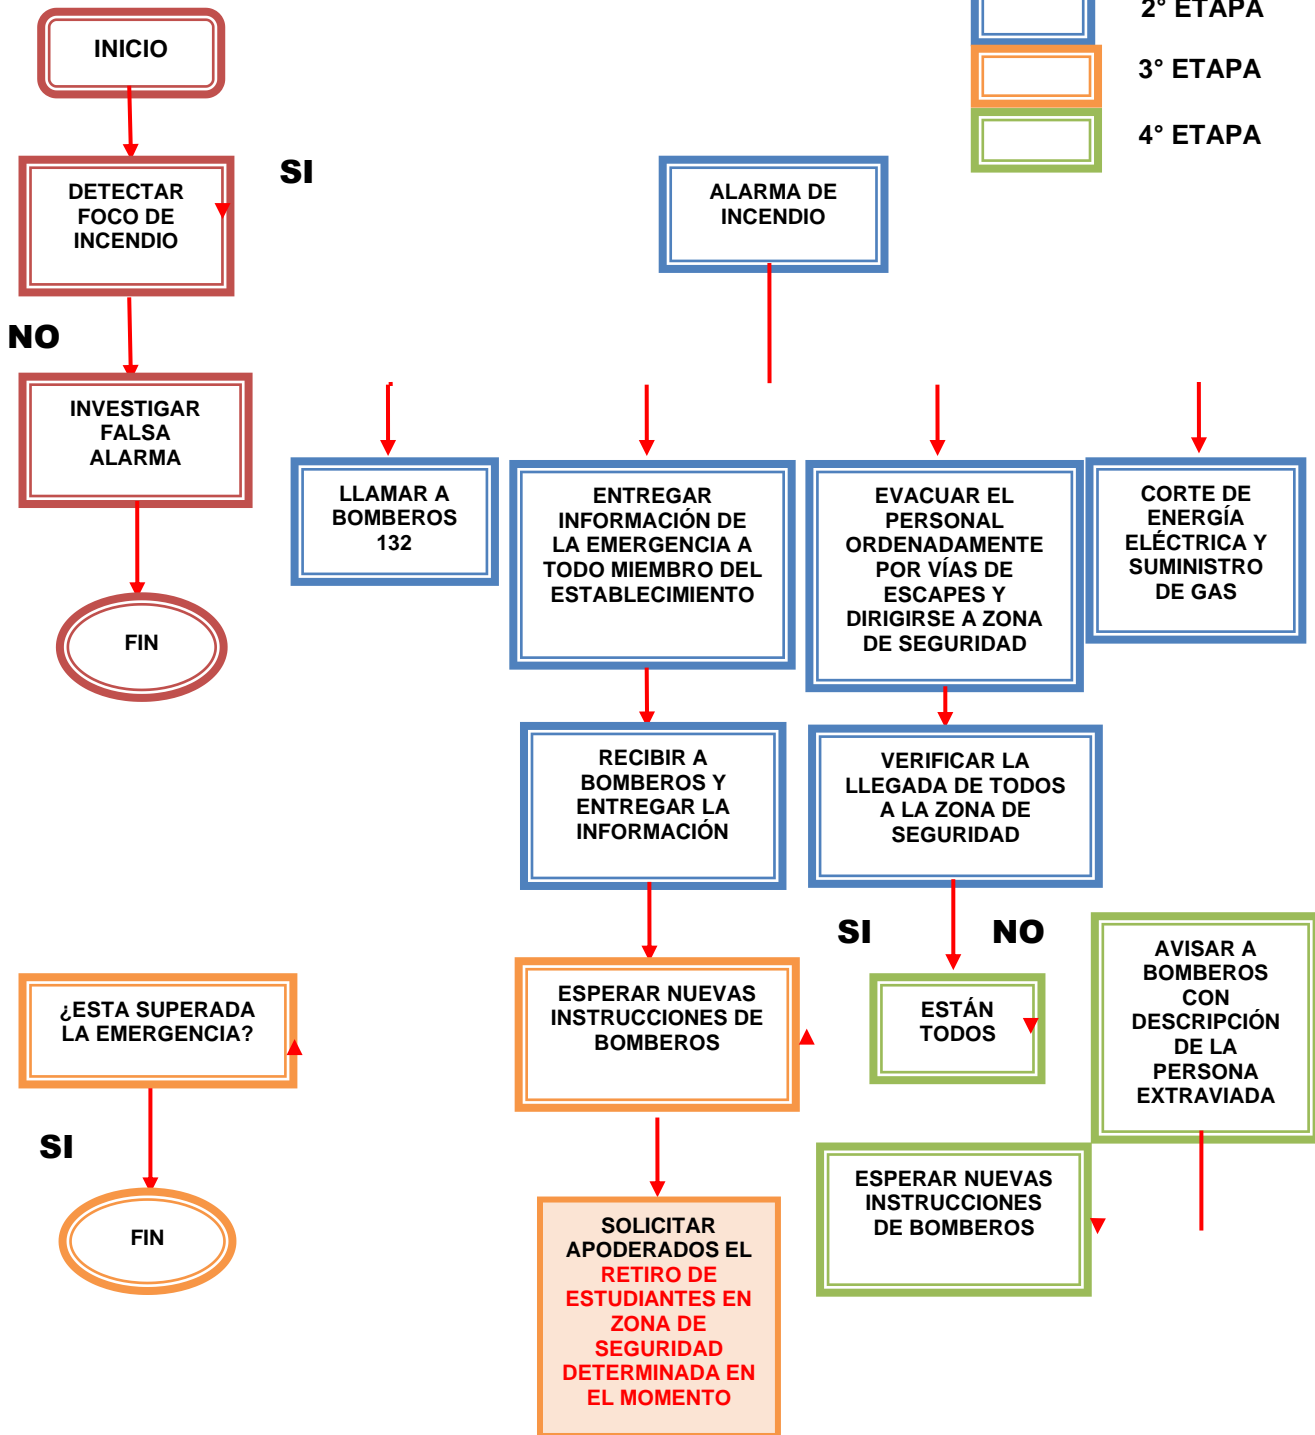 2° ETAPA
INICIO
3° ETAPA
4° ETAPA
SI
DETECTAR
FOCO DE
INCENDIO
ALARMA DE
INCENDIO
NO
INVESTIGAR
FALSA
ALARMA
LLAMAR A
BOMBEROS
132
ENTREGAR
INFORMACIÓN DE
LA EMERGENCIA A
TODO MIEMBRO DEL
ESTABLECIMIENTO
EVACUAR EL
PERSONAL
ORDENADAMENTE
POR VÍAS DE
ESCAPES Y
DIRIGIRSE A ZONA
DE SEGURIDAD
CORTE DE
ENERGÍA
ELÉCTRICA Y
SUMINISTRO
DE GAS
FIN
RECIBIR A
BOMBEROS Y
ENTREGAR LA
INFORMACIÓN
VERIFICAR LA
LLEGADA DE TODOS
A LA ZONA DE
SEGURIDAD
SI
NO
¿ESTA SUPERADA
LA EMERGENCIA?
ESPERAR NUEVAS
INSTRUCCIONES DE
BOMBEROS
ESTÁN
TODOS
AVISAR A
BOMBEROS
CON
DESCRIPCIÓN
DE LA
PERSONA
EXTRAVIADA
SI
ESPERAR NUEVAS
INSTRUCCIONES
DE BOMBEROS
FIN
SOLICITAR
APODERADOS EL
RETIRO DE
ESTUDIANTES EN
ZONA DE
SEGURIDAD
DETERMINADA EN
EL MOMENTO